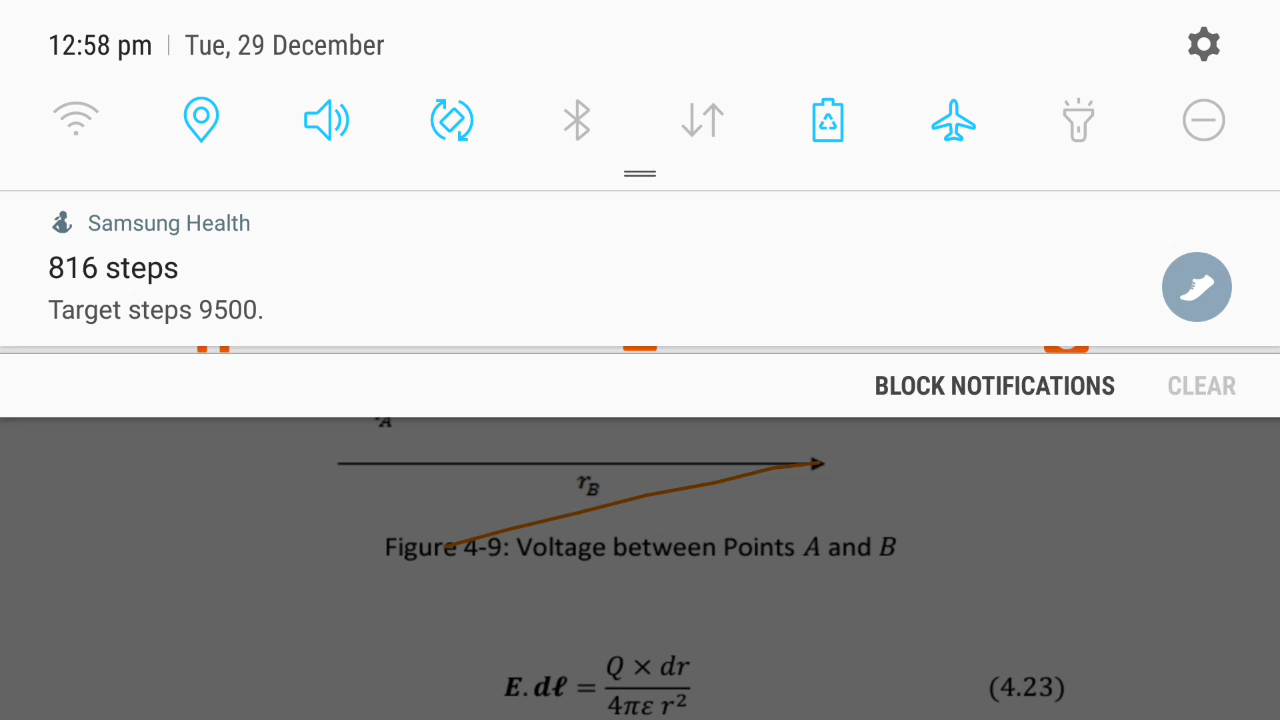 12:58 pm | Tue, 29 December
Samsung Health
816 steps
Target steps 9500.
BLOCK NOTIFICATIONS CLEAR
A
r_B
Figure 4-9: Voltage between Points A and B
E.dℓ = Q × dr / 4πε r² (4.23)